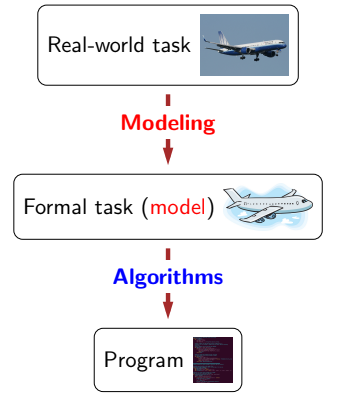 Real-world task
Modeling
Formal task (model)
Algorithms
Program